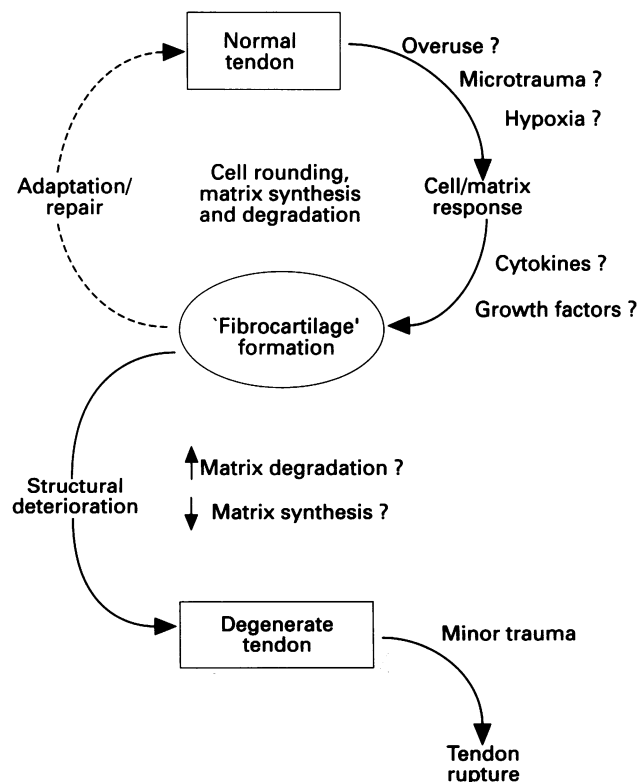 Normal
tendon
Overuse ?
Microtrauma ?
Hypoxia ?
Cell rounding,
matrix synthesis
and degradation
Adaptation/
repair
Cell/matrix
response
Cytokines ?
Growth factors ?
`Fibrocartilage'
formation
↑Matrix degradation ?
↓ Matrix synthesis ?
Structural
deterioration
Degenerate
tendon
Minor trauma
Tendon
rupture